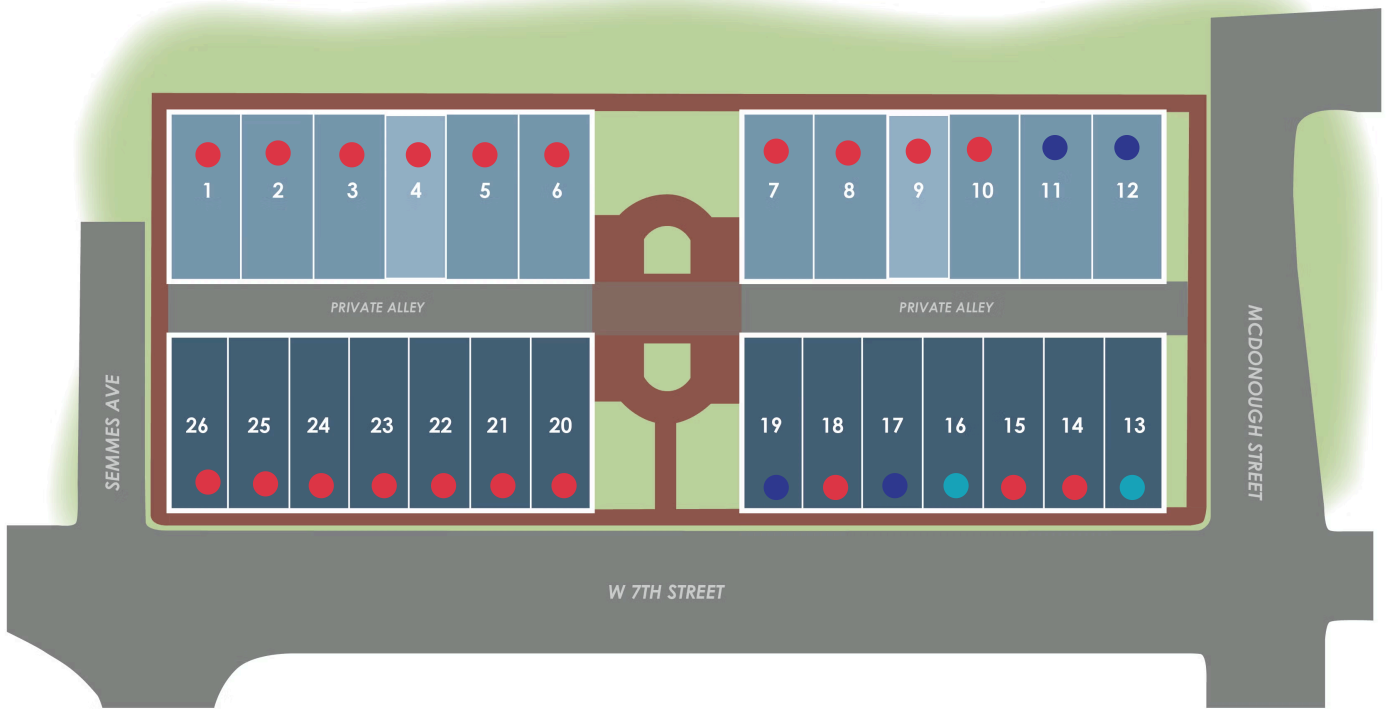 1 2 3 4 5 6 7 8 9 10 11 12
PRIVATE ALLEY PRIVATE ALLEY
26 25 24 23 22 21 20 19 18 17 16 15 14 13
SEMMES AVE
MCDONOUGH STREET
W 7TH STREET